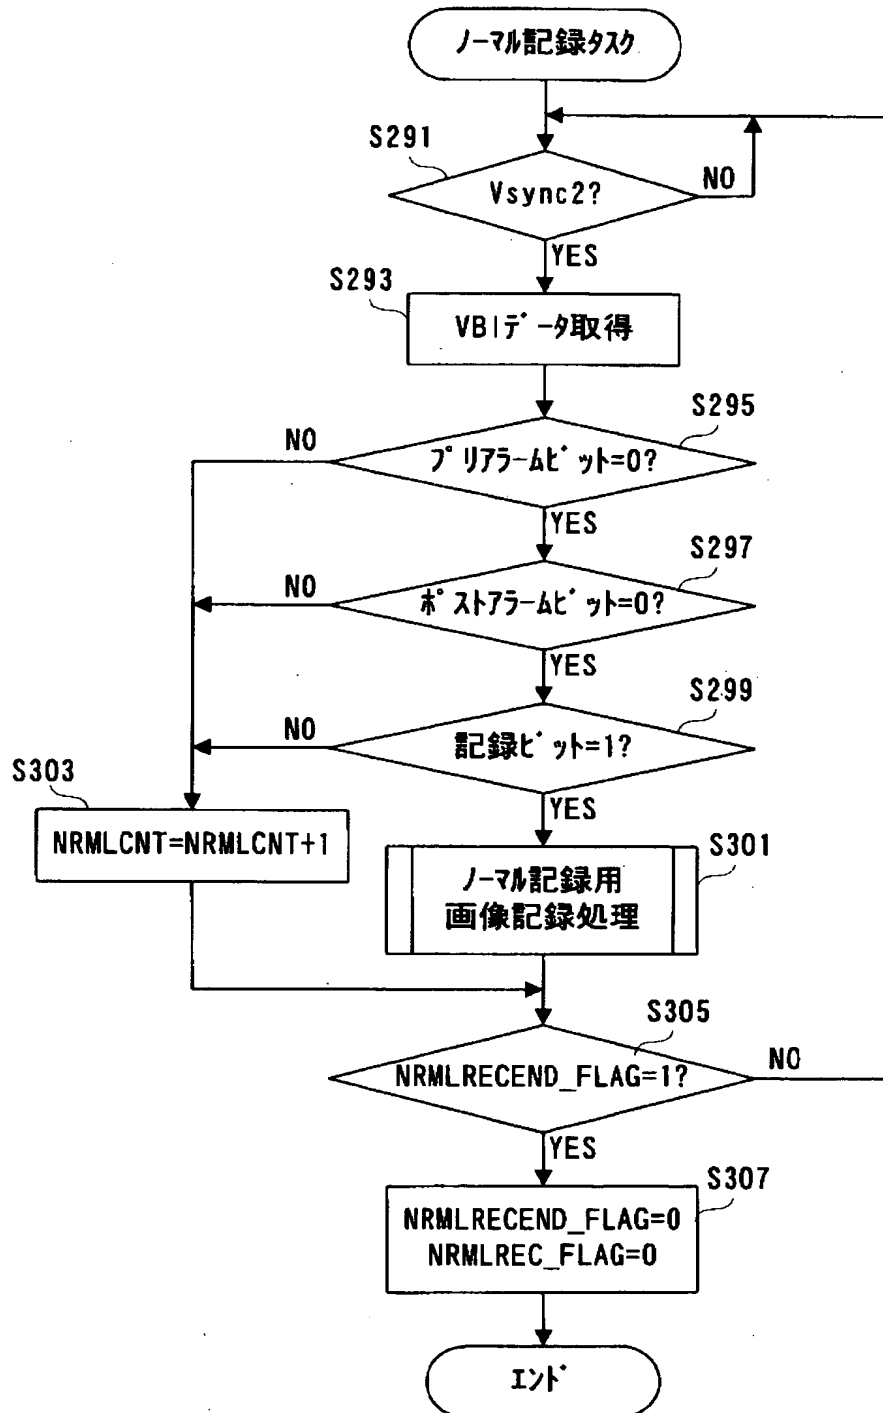 ノーマル記録タスク
S291
Vsync2?
NO
YES
S293
VBIデータ取得
S295
NO
プリアラームビット=0?
YES
S297
NO
ポストアラームビット=0?
YES
S299
NO
記録ビット=1?
YES
S303
NRMLCNT=NRMLCNT+1
S301
ノーマル記録用
画像記録処理
S305
NRMLRECEND_FLAG=1?
NO
YES
S307
NRMLRECEND_FLAG=0
NRMLREC_FLAG=0
エンド